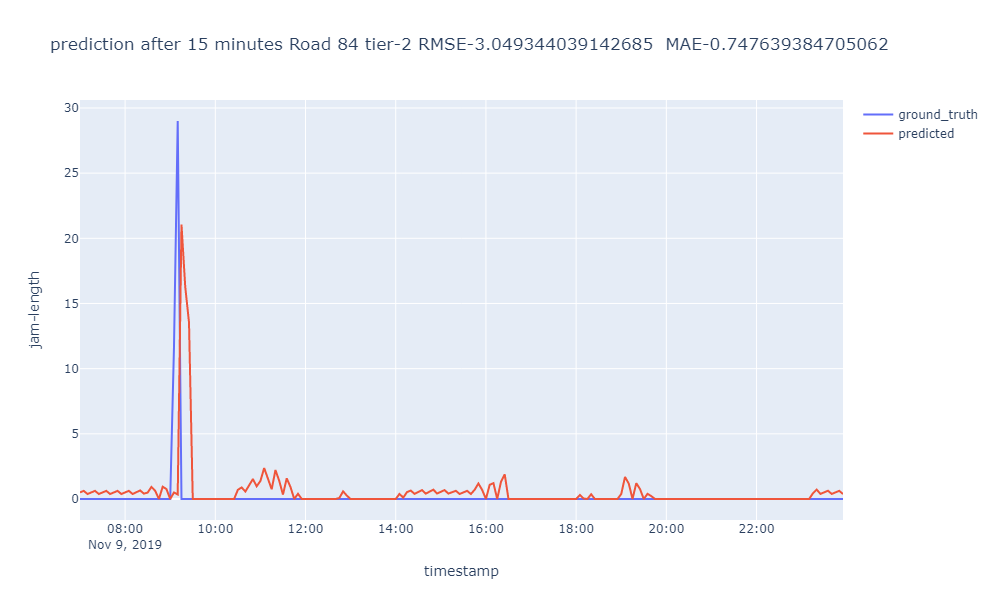 prediction after 15 minutes Road 84 tier-2 RMSE-3.049344039142685  MAE-0.747639384705062
ground_truth
predicted
30
25
20
15
10
5
0
jam-length
08:00 10:00 12:00 14:00 16:00 18:00 20:00 22:00
Nov 9, 2019
timestamp